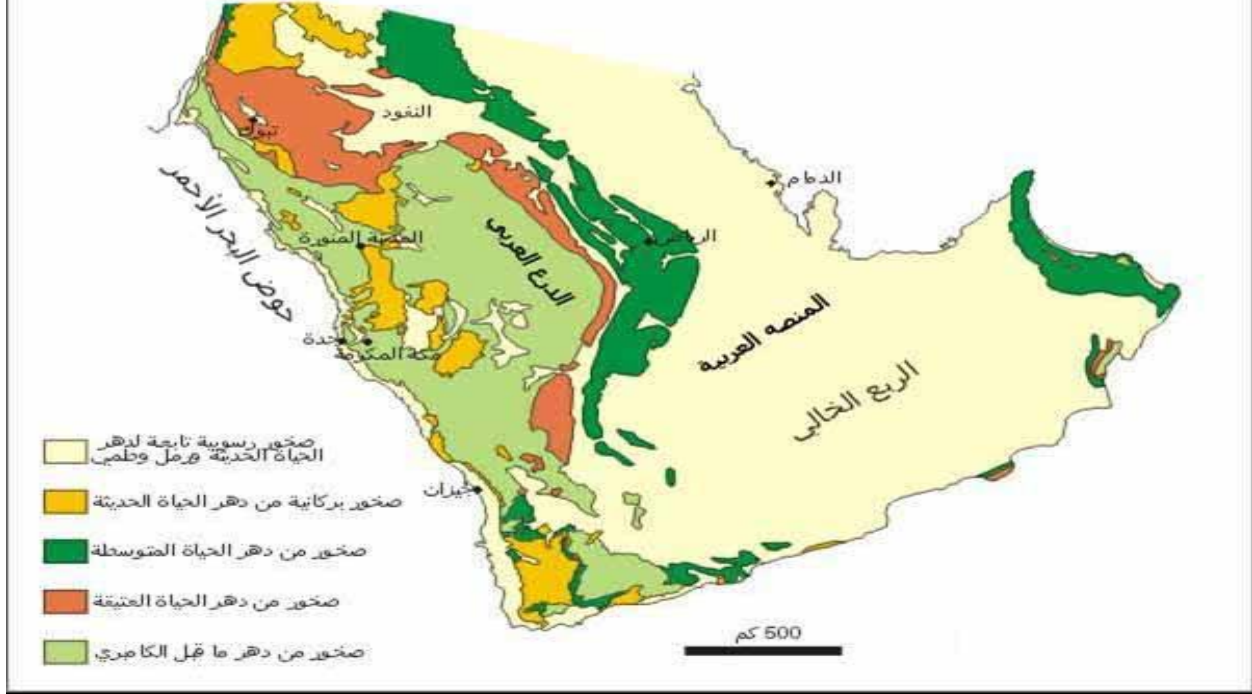 النفود
تبوك
الدمام
حوض البحر الأحمر
المدينة المنورة
الدرع العربي
الرياض
المنصه العربية
جدة
مكة المكرمة
الربع الخالي
جيزان
صخور رسوبية تابعة لدهر
الحياة الحديثة ورمل وطمي
صخور بركانية من دهر الحياة الحديثة
صخور من دهر الحياة المتوسطة
صخور من دهر الحياة العتيقة
صخور من دهر ما قبل الكامبري
500 كم